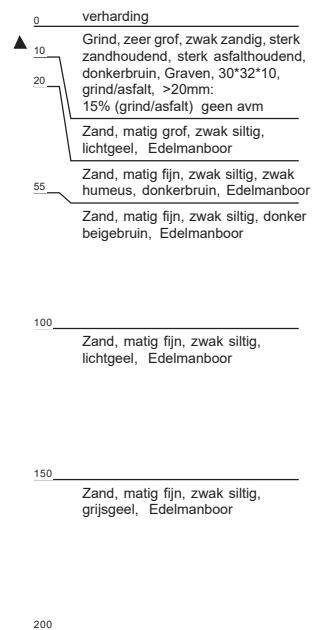 0
verharding
Grind, zeer grof, zwak zandig, sterk
zandhoudend, sterk asfalthoudend,
donkerbruin, Graven, 30*32*10,
grind/asfalt, >20mm:
15% (grind/asfalt) geen avm
10
Zand, matig grof, zwak siltig,
lichtgeel, Edelmanboor
20
Zand, matig fijn, zwak siltig, zwak
humeus, donkerbruin, Edelmanboor
55
Zand, matig fijn, zwak siltig, donker
beigebruin, Edelmanboor
100
Zand, matig fijn, zwak siltig,
lichtgeel, Edelmanboor
150
Zand, matig fijn, zwak siltig,
grijsgeel, Edelmanboor
200